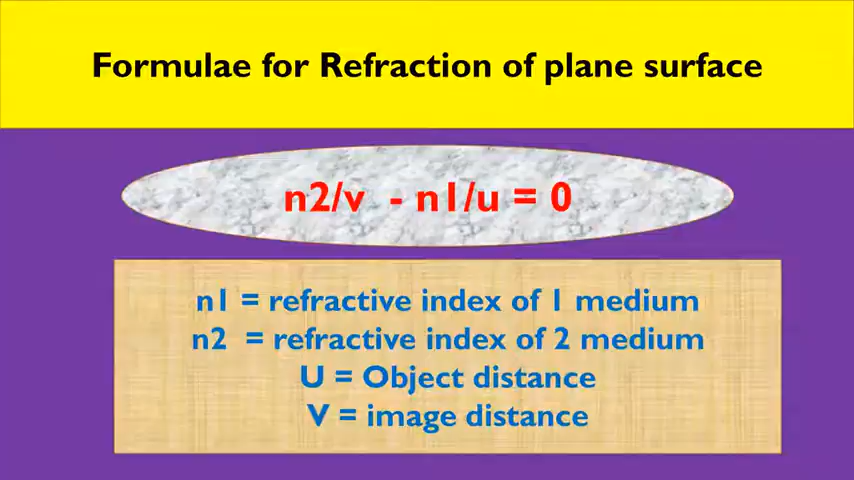 Formulae for Refraction of plane surface
n2/v - n1/u = 0
n1 = refractive index of 1 medium
n2 = refractive index of 2 medium
U = Object distance
V = image distance